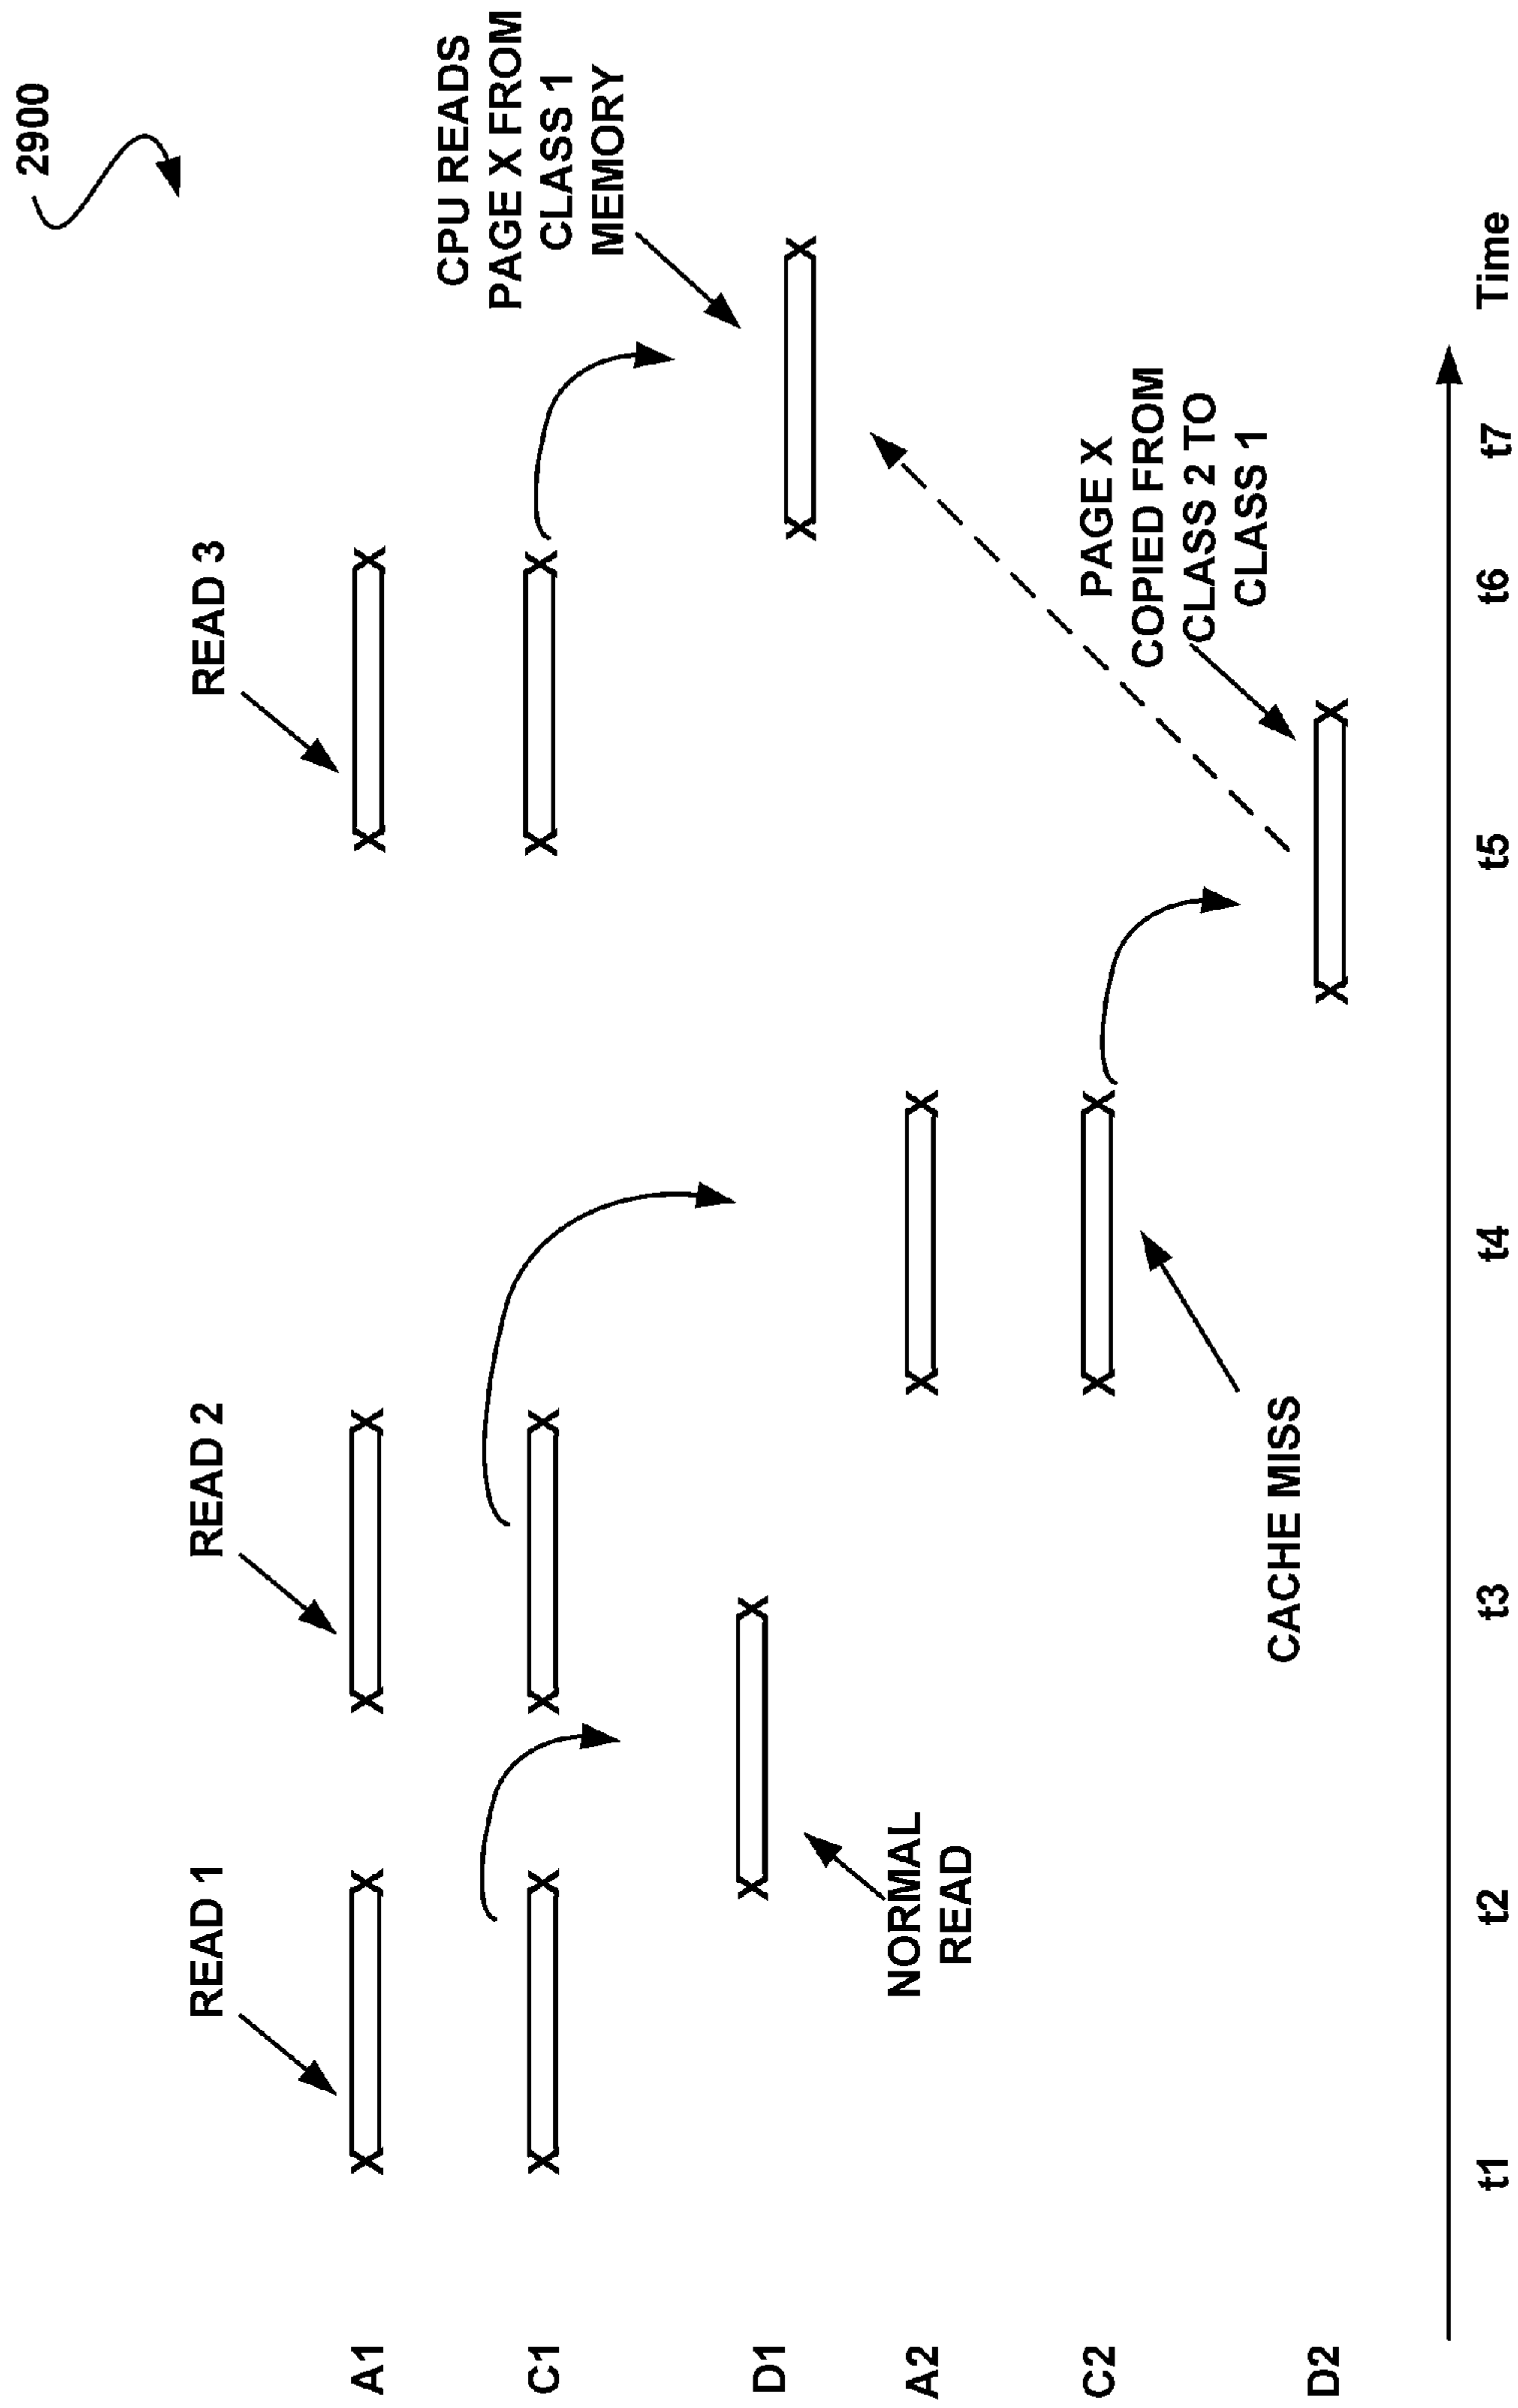 2900
READ 1
READ 2
READ 3
CPU READS
PAGE X FROM
CLASS 1
MEMORY
A1
C1
D1
NORMAL
READ
A2
C2
PAGE X
COPIED FROM
CLASS 2 TO
CLASS 1
CACHE MISS
D2
t1 t2 t3 t4 t5 t6 t7 Time